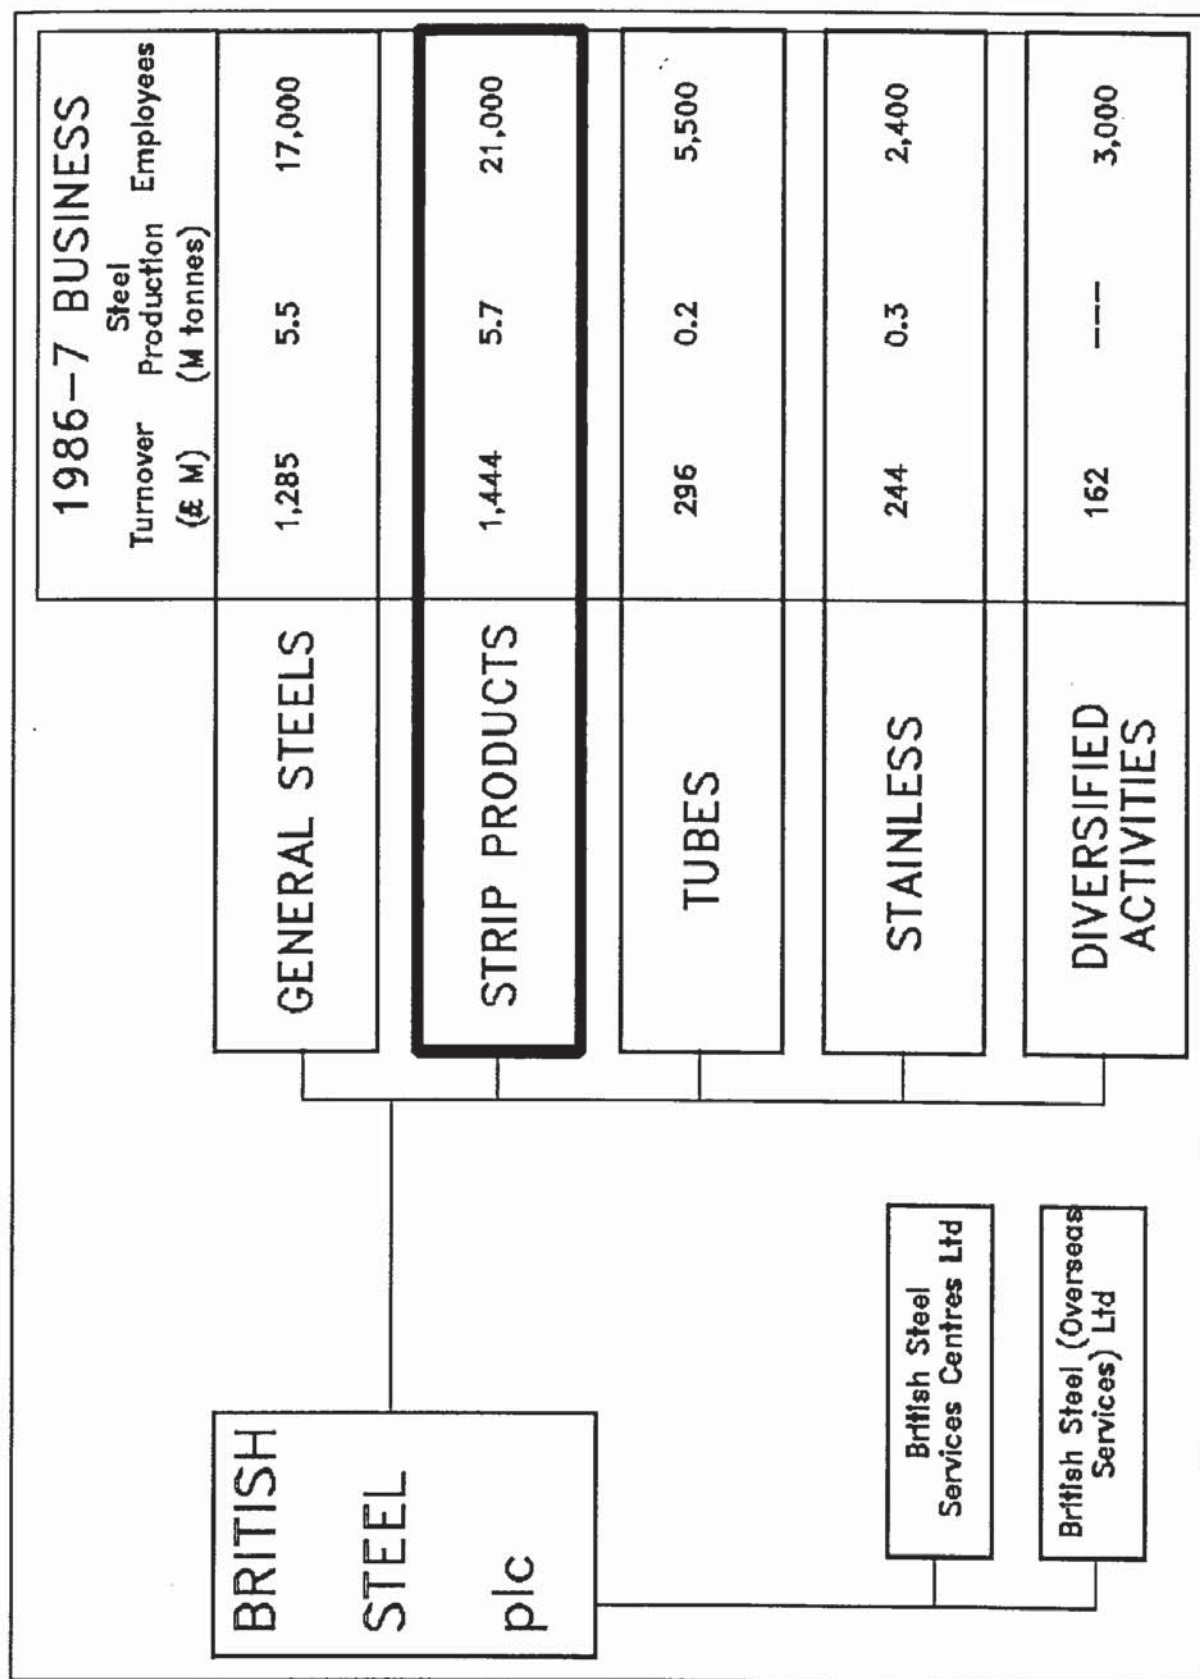 1986-7 BUSINESS
Turnover
(£ M)
Steel
Production
(M tonnes)
Employees
BRITISH
STEEL
plc
GENERAL STEELS
1,285
5.5
17,000
STRIP PRODUCTS
1,444
5.7
21,000
TUBES
296
0.2
5,500
STAINLESS
244
0.3
2,400
DIVERSIFIED
ACTIVITIES
162
---
3,000
British Steel
Services Centres Ltd
British Steel (Overseas
Services) Ltd